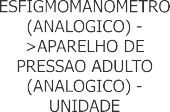 ESFIGMOMANOMETRO
(ANALOGICO) -
>APARELHO DE
PRESSAO ADULTO
(ANALOGICO) -
UNIDADE